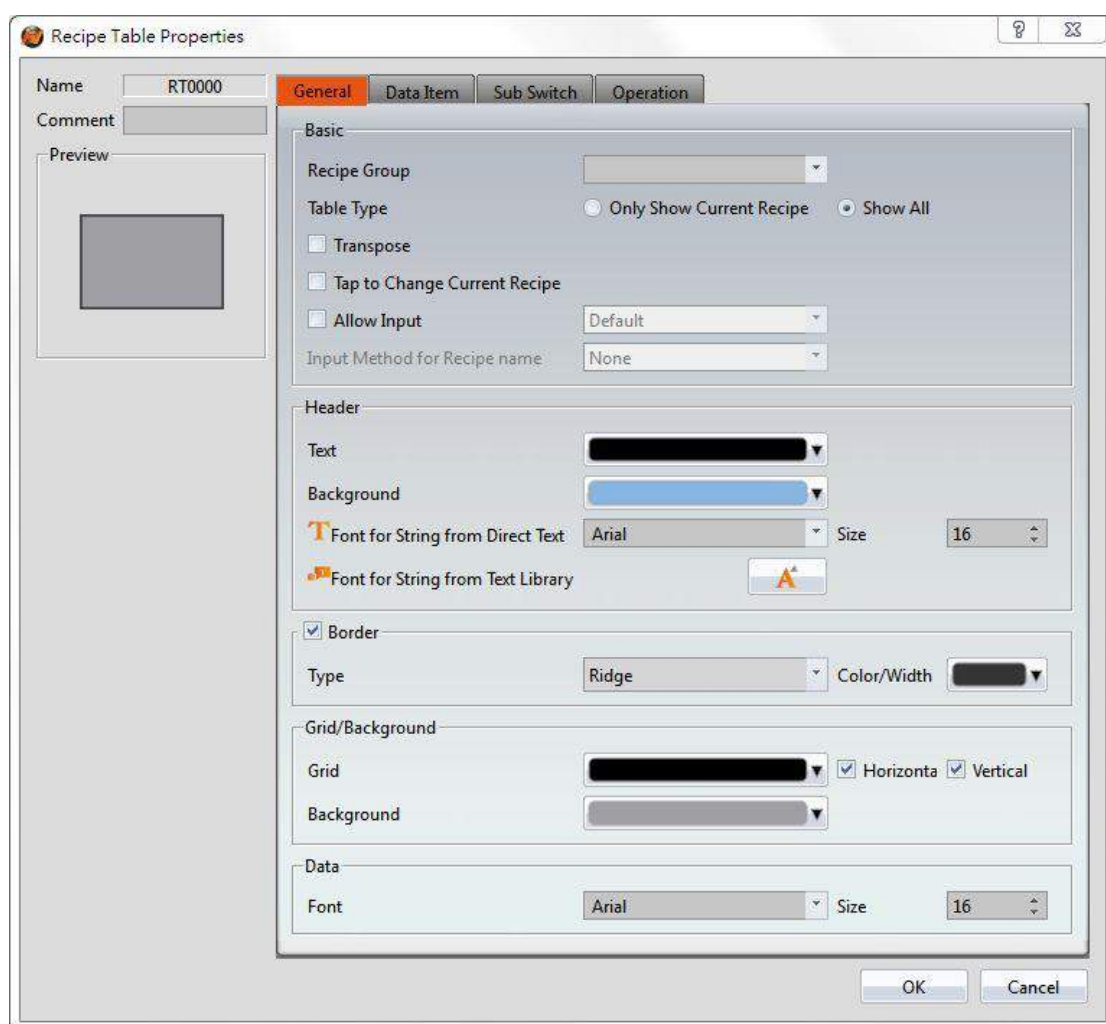 Recipe Table Properties
Name RT0000
Comment
Preview
General Data Item Sub Switch Operation
Basic
Recipe Group
Table Type Only Show Current Recipe Show All
Transpose
Tap to Change Current Recipe
Allow Input Default
Input Method for Recipe name None
Header
Text
Background
Font for String from Direct Text Arial Size 16
Font for String from Text Library
Border
Type Ridge Color/Width
Grid/Background
Grid Horizonta Vertical
Background
Data
Font Arial Size 16
OK Cancel